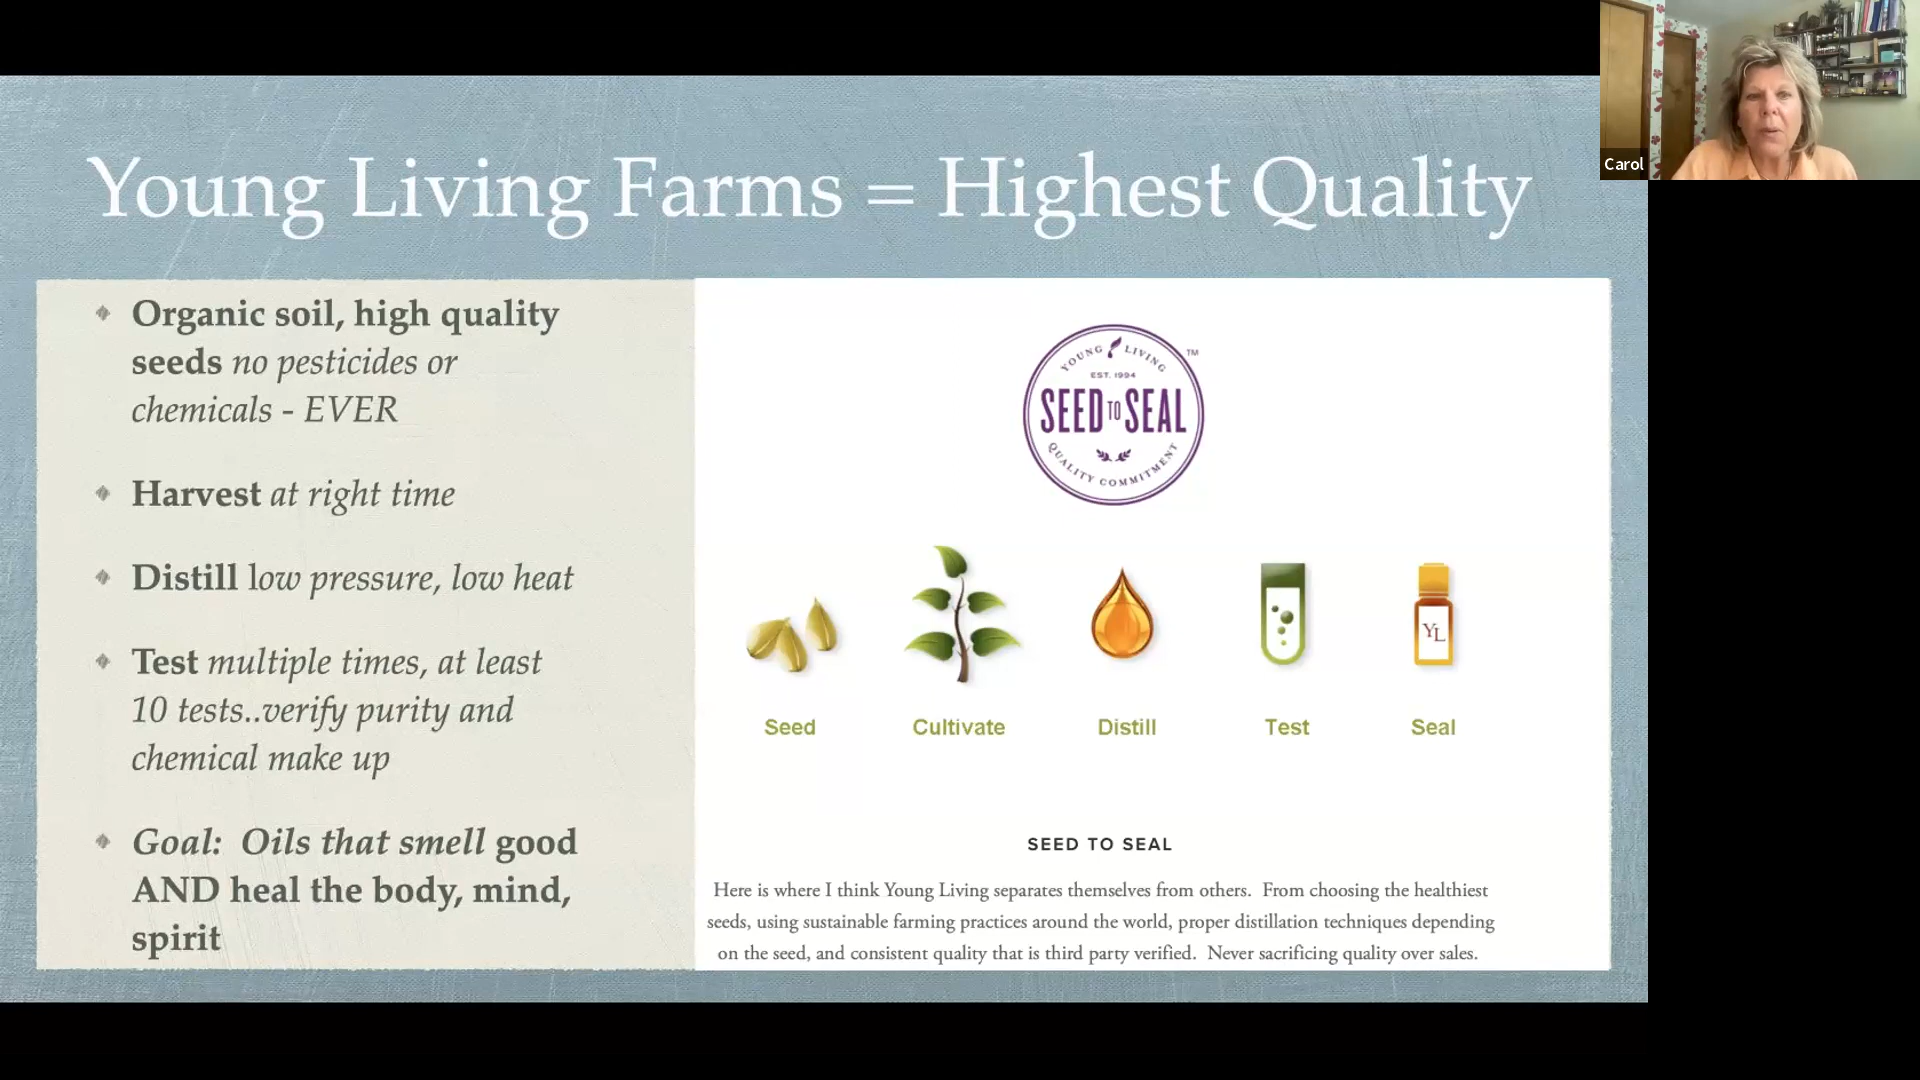 Carol
Young Living Farms = Highest Quality
Organic soil, high quality
seeds no pesticides or
chemicals - EVER
Harvest at right time
Distill low pressure, low heat
Test multiple times, at least
10 tests..verify purity and
chemical make up
Goal: Oils that smell good
AND heal the body, mind,
spirit
YOUNG LIVING TM
EST. 1994
SEED TO SEAL
QUALITY COMMITMENT
YL
Seed Cultivate Distill Test Seal
SEED TO SEAL
Here is where I think Young Living separates themselves from others. From choosing the healthiest
seeds, using sustainable farming practices around the world, proper distillation techniques depending
on the seed, and consistent quality that is third party verified. Never sacrificing quality over sales.